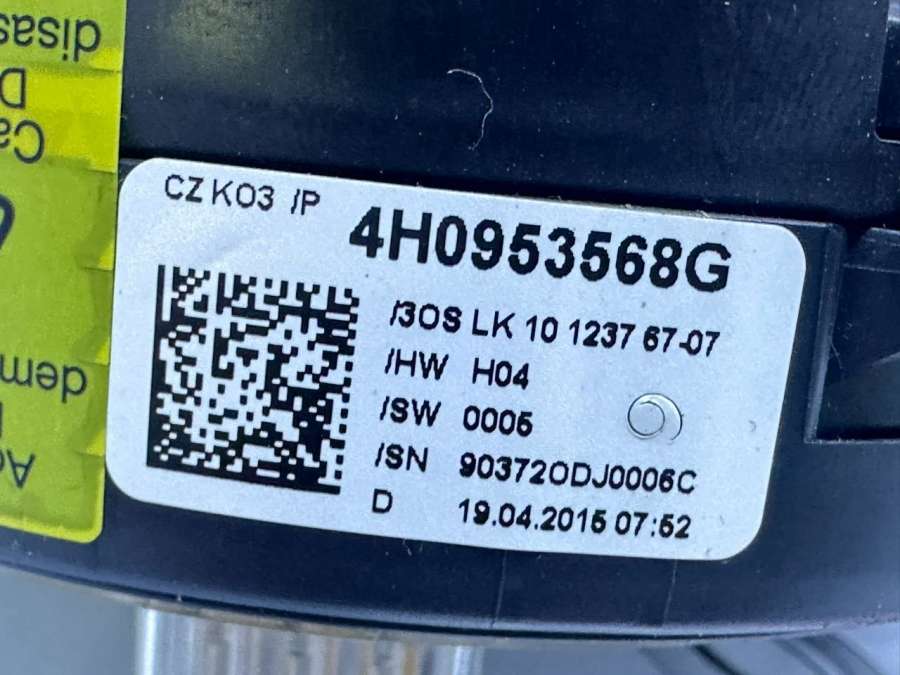 CZ K03 /P
4H0953568G
/3OS LK 10 1237 67-07
/HW H04
/SW 0005
/SN 903720DJ0006C
D 19.04.2015 07:52